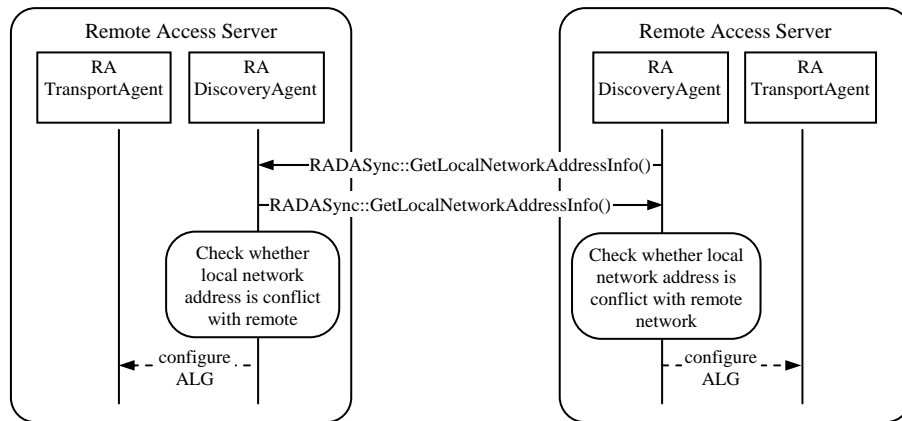 Remote Access Server
RA
TransportAgent
RA
DiscoveryAgent
Remote Access Server
RA
DiscoveryAgent
RA
TransportAgent
RADASync::GetLocalNetworkAddressInfo()
RADASync::GetLocalNetworkAddressInfo()
Check whether
local network
address is conflict
with remote
Check whether local
network address is
conflict with remote
network
configure
ALG
configure
ALG